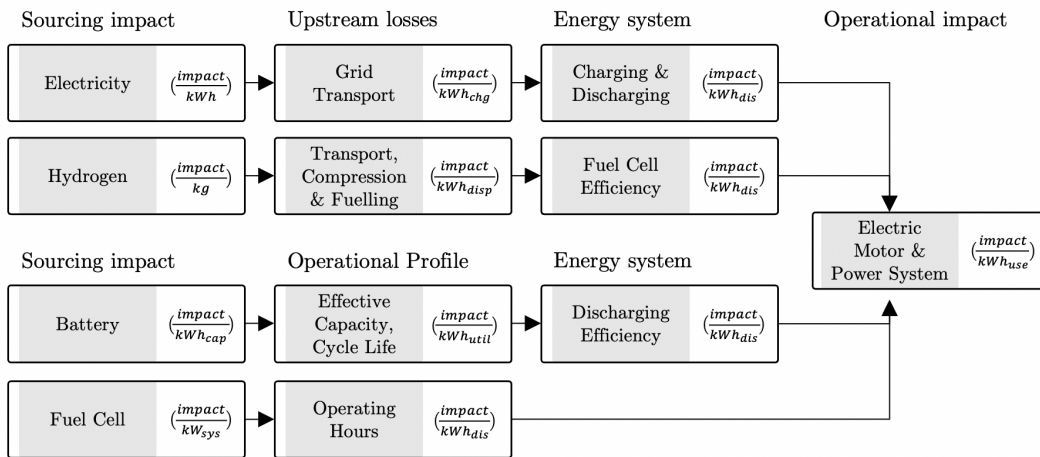 Sourcing impact
Upstream losses
Energy system
Operational impact
Electricity
(impact/kWh)
Grid
Transport
(impact/kWh_chg)
Charging &
Discharging
(impact/kWh_dis)
Hydrogen
(impact/kg)
Transport,
Compression
& Fuelling
(impact/kWh_disp)
Fuel Cell
Efficiency
(impact/kWh_dis)
Electric
Motor &
Power System
(impact/kWh_use)
Sourcing impact
Operational Profile
Energy system
Battery
(impact/kWh_cap)
Effective
Capacity,
Cycle Life
(impact/kWh_util)
Discharging
Efficiency
(impact/kWh_dis)
Fuel Cell
(impact/kW_sys)
Operating
Hours
(impact/kWh_dis)